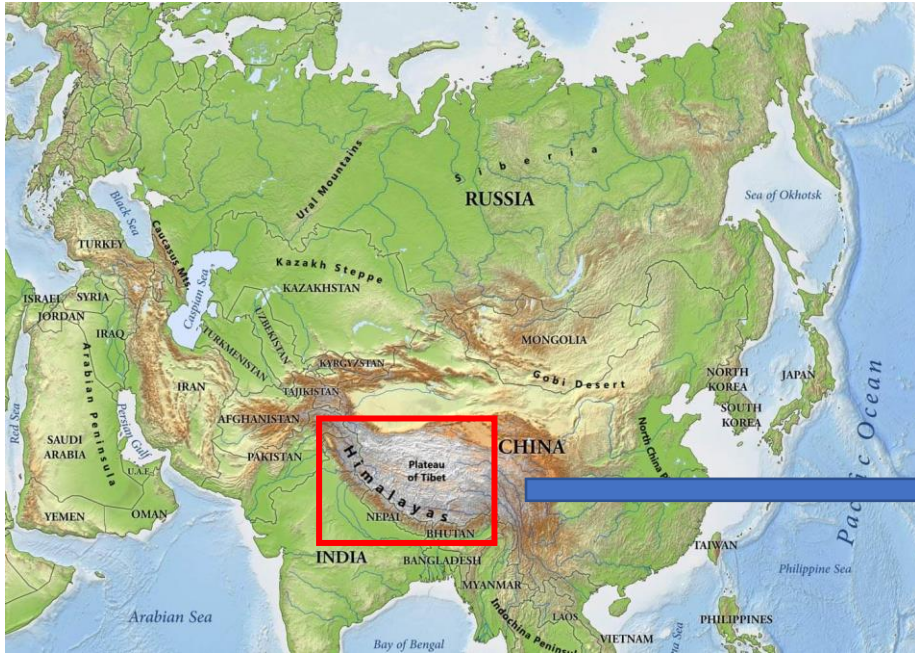 Siberia
RUSSIA
Sea of Okhotsk
Ural Mountains
Black Sea
Caucasus Mts.
TURKEY
Caspian Sea
Kazakh Steppe
KAZAKHSTAN
ISRAEL
SYRIA
JORDAN
IRAQ
UZBEKISTAN
TURKMENISTAN
KYRGYZSTAN
TAJIKISTAN
MONGOLIA
Gobi Desert
NORTH
KOREA
SOUTH
KOREA
JAPAN
Pacific Ocean
IRAN
AFGHANISTAN
PAKISTAN
Arabian Peninsula
Persian Gulf
Red Sea
SAUDI
ARABIA
U.A.E.
YEMEN
OMAN
CHINA
North China P
Himalayas
Plateau
of Tibet
NEPAL
BHUTAN
INDIA
BANGLADESH
MYANMAR
TAIWAN
Philippine Sea
Arabian Sea
Bay of Bengal
Indochina Peninsul
LAOS
VIETNAM
PHILIPPINES
Sea